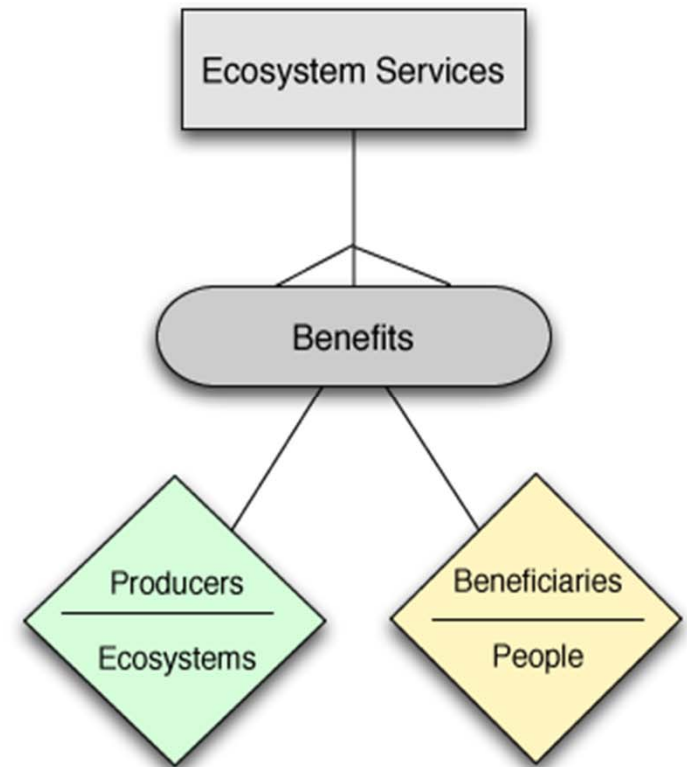 Ecosystem Services
Benefits
Producers
Ecosystems
Beneficiaries
People